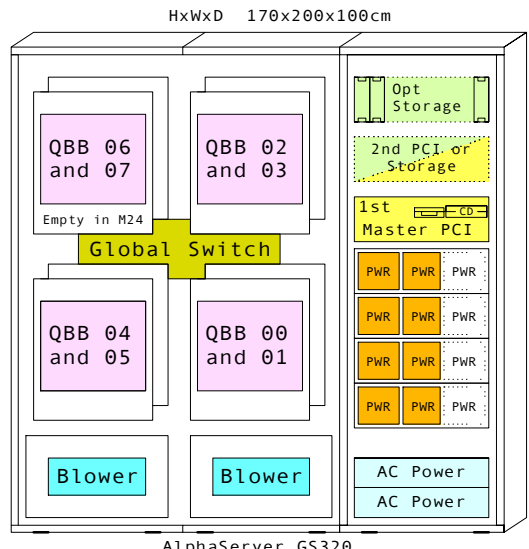 HxWxD 170x200x100cm
QBB 06
and 07
Empty in M24
QBB 02
and 03
Global Switch
QBB 04
and 05
QBB 00
and 01
Blower
Blower
Opt
Storage
2nd PCI or
Storage
1st
CD
Master PCI
PWR PWR PWR
PWR PWR PWR
PWR PWR PWR
PWR PWR PWR
AC Power
AC Power
AlphaServer GS320